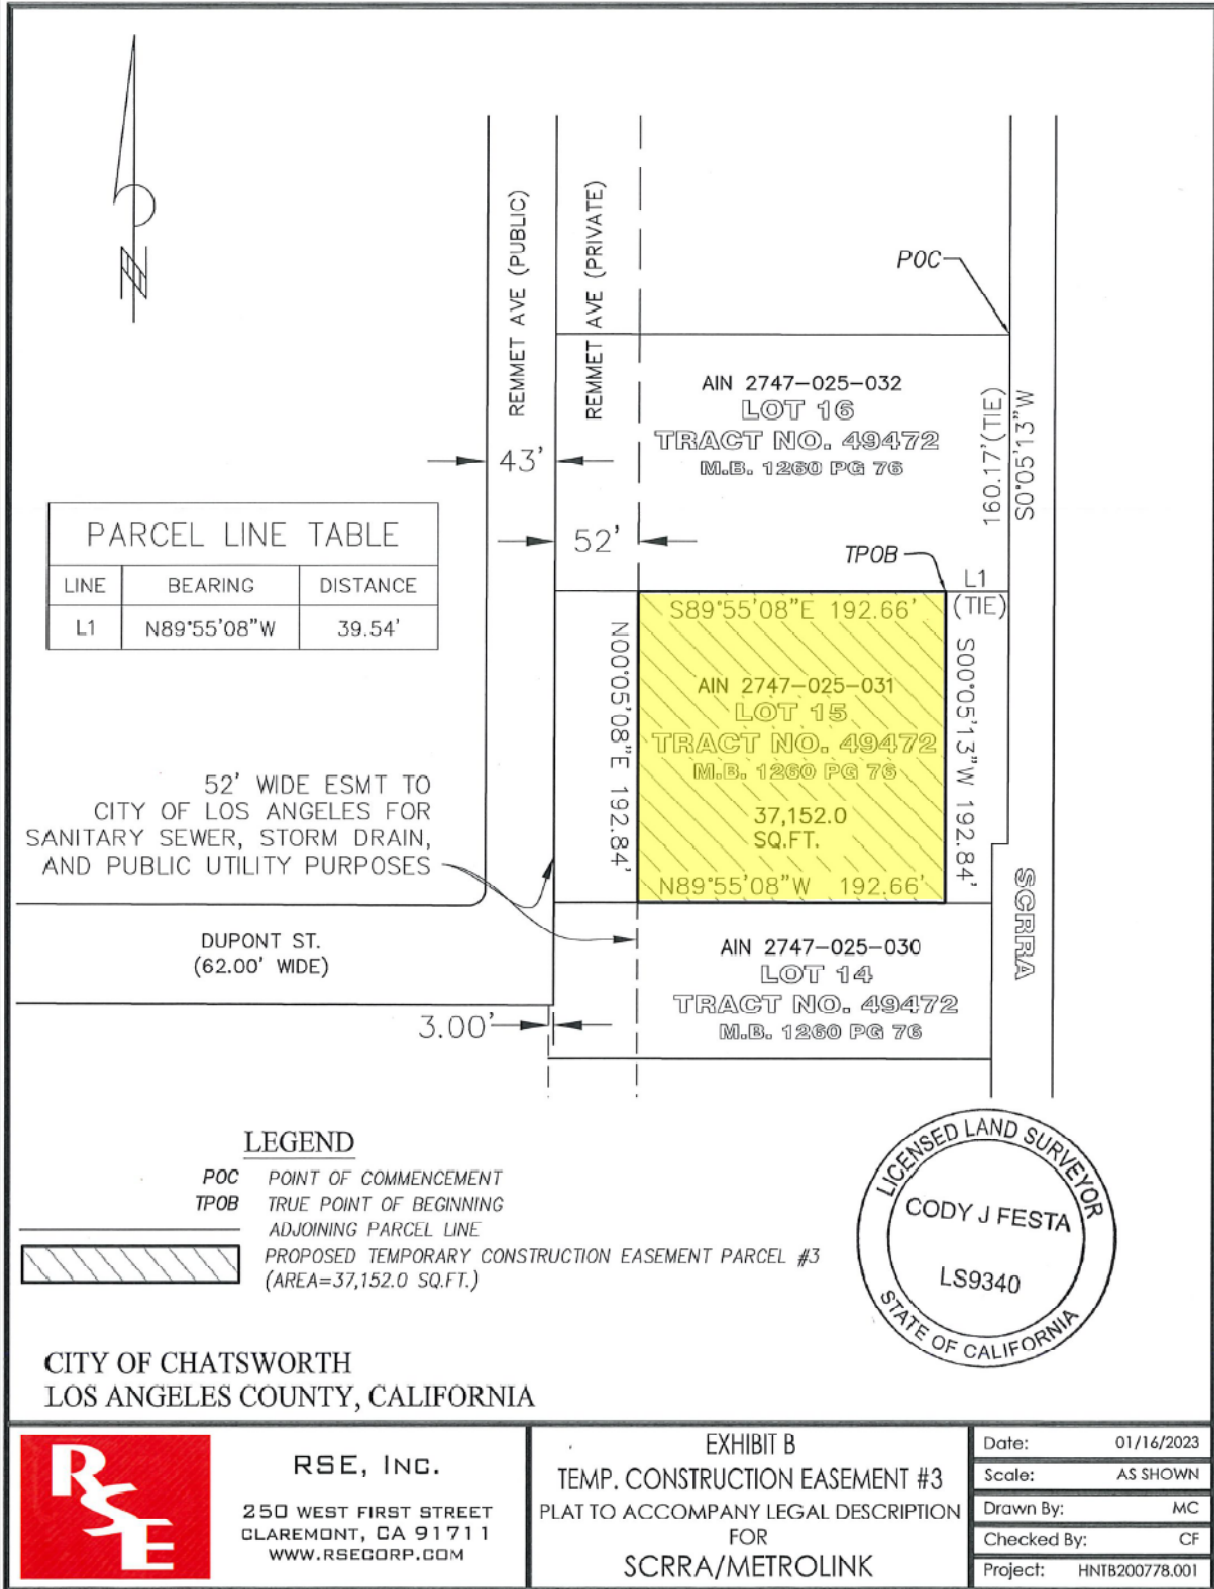 N
REMMET AVE (PUBLIC)
REMMET AVE (PRIVATE)
POC
AIN 2747-025-032
LOT 16
TRACT NO. 49472
M.B. 1260 PG 76
160.17'(TIE)
S0°05'13"W
43'
52'
TPOB
L1
(TIE)
PARCEL LINE TABLE
LINE BEARING DISTANCE
L1 N89°55'08"W 39.54'
S89°55'08"E 192.66'
N00°05'08"E 192.84'
AIN 2747-025-031
LOT 15
TRACT NO. 49472
M.B. 1260 PG 76
37,152.0
SQ.FT.
N89°55'08"W 192.66'
S00°05'13"W 192.84'
52' WIDE ESMT TO
CITY OF LOS ANGELES FOR
SANITARY SEWER, STORM DRAIN,
AND PUBLIC UTILITY PURPOSES
SCRRA
DUPONT ST.
(62.00' WIDE)
AIN 2747-025-030
LOT 14
TRACT NO. 49472
M.B. 1260 PG 76
3.00'
LEGEND
POC POINT OF COMMENCEMENT
TPOB TRUE POINT OF BEGINNING
ADJOINING PARCEL LINE
PROPOSED TEMPORARY CONSTRUCTION EASEMENT PARCEL #3
(AREA=37,152.0 SQ.FT.)
LICENSED LAND SURVEYOR
CODY J FESTA
LS9340
STATE OF CALIFORNIA
CITY OF CHATSWORTH
LOS ANGELES COUNTY, CALIFORNIA
RSE
RSE, INC.
250 WEST FIRST STREET
CLAREMONT, CA 91711
WWW.RSECORP.COM
EXHIBIT B
TEMP. CONSTRUCTION EASEMENT #3
PLAT TO ACCOMPANY LEGAL DESCRIPTION
FOR
SCRRA/METROLINK
Date: 01/16/2023
Scale: AS SHOWN
Drawn By: MC
Checked By: CF
Project: HNTB200778.001